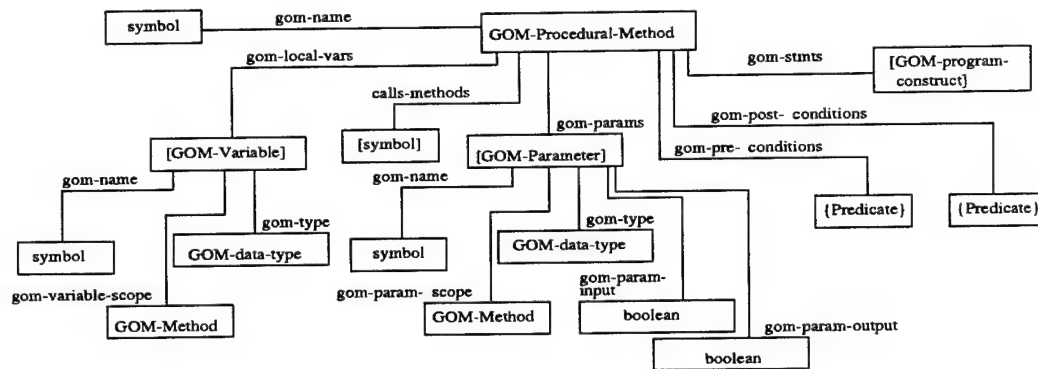 gom-name
symbol
GOM-Procedural-Method
gom-local-vars
gom-stmts
[GOM-program-
construct]
calls-methods
gom-post- conditions
gom-params
[GOM-Variable]
[symbol]
[GOM-Parameter]
gom-pre- conditions
gom-name
gom-name
{Predicate}
{Predicate}
gom-type
gom-type
symbol
GOM-data-type
symbol
GOM-data-type
gom-variable-scope
gom-param- scope
gom-param-
input
GOM-Method
GOM-Method
boolean
gom-param-output
boolean